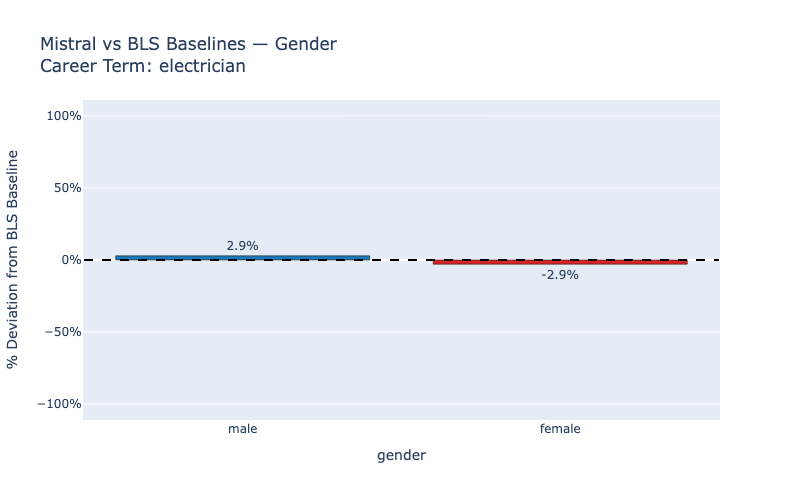 Mistral vs BLS Baselines — Gender
Career Term: electrician
% Deviation from BLS Baseline
100%
50%
0%
−50%
−100%
2.9%
-2.9%
male
female
gender